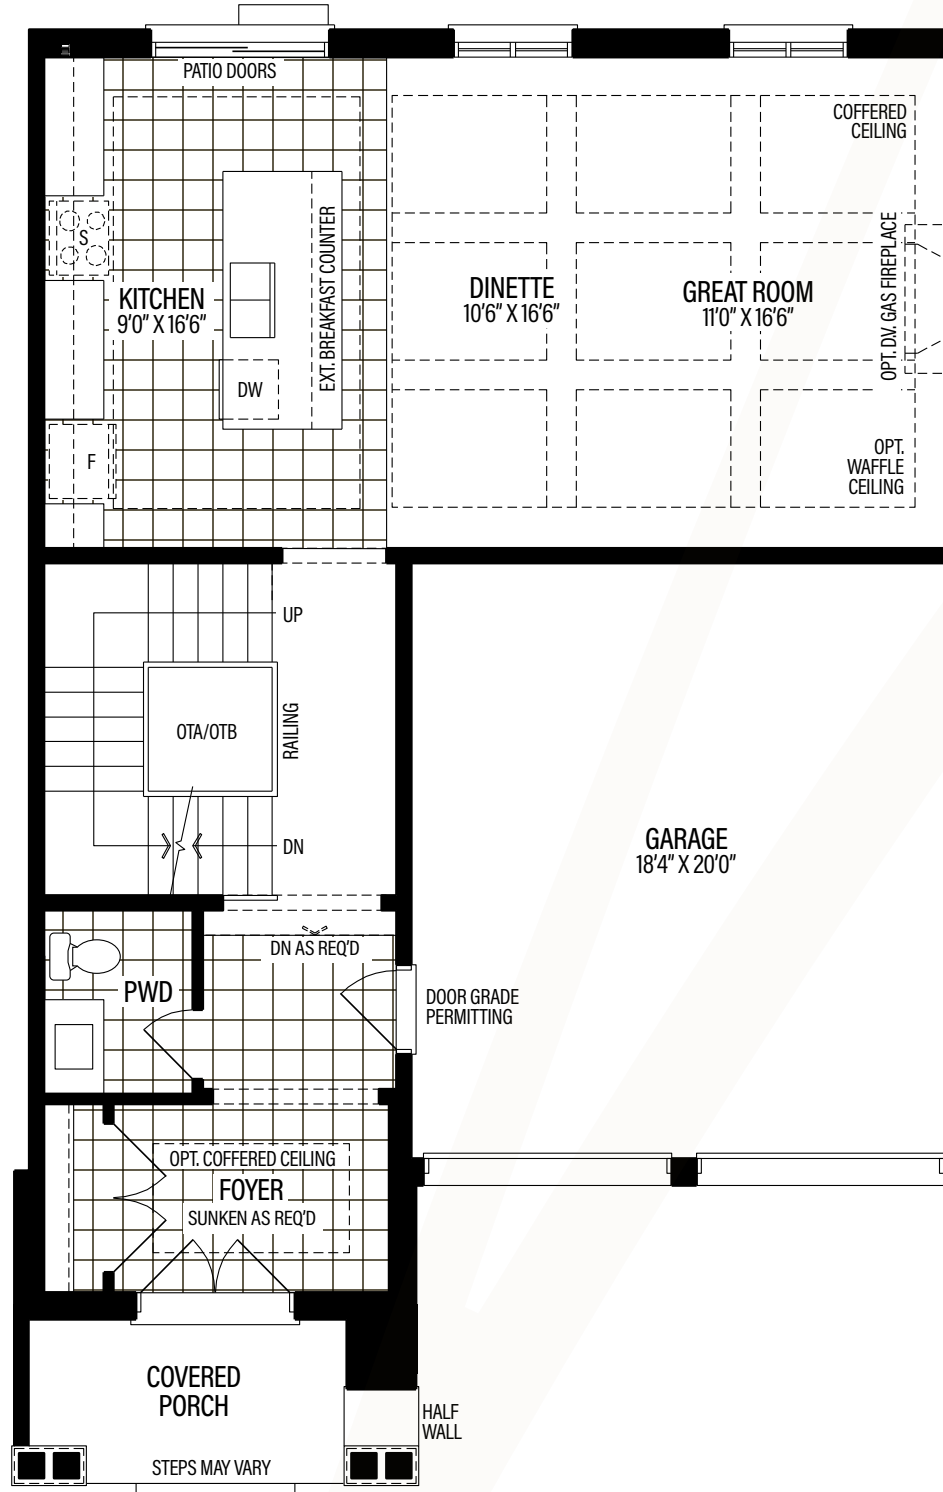 PATIO DOORS
COFFERED
CEILING
S
KITCHEN
9'0" X 16'6"
EXT. BREAKFAST COUNTER
DW
F
DINETTE
10'6" X 16'6"
GREAT ROOM
11'0" X 16'6"
OPT. D.V. GAS FIREPLACE
OPT.
WAFFLE
CEILING
UP
OTA/OTB
RAILING
DN
GARAGE
18'4" X 20'0"
DN AS REQ'D
PWD
DOOR GRADE
PERMITTING
OPT. COFFERED CEILING
FOYER
SUNKEN AS REQ'D
COVERED
PORCH
HALF
WALL
STEPS MAY VARY